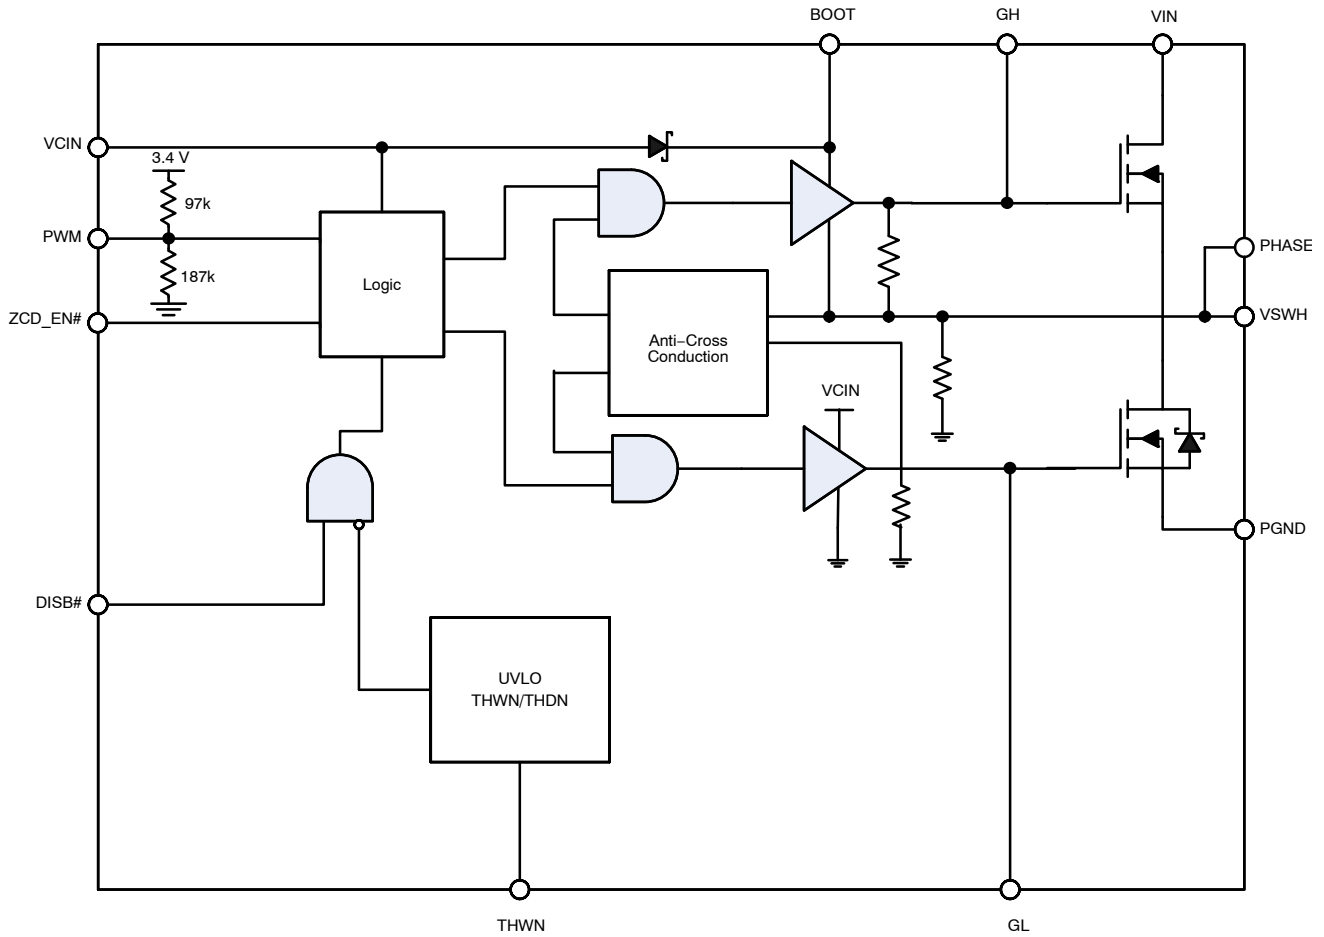 BOOT
GH
VIN
VCIN
3.4 V
97k
PWM
187k
PHASE
Logic
ZCD_EN#
VSWH
Anti−Cross
Conduction
VCIN
PGND
DISB#
UVLO
THWN/THDN
THWN
GL